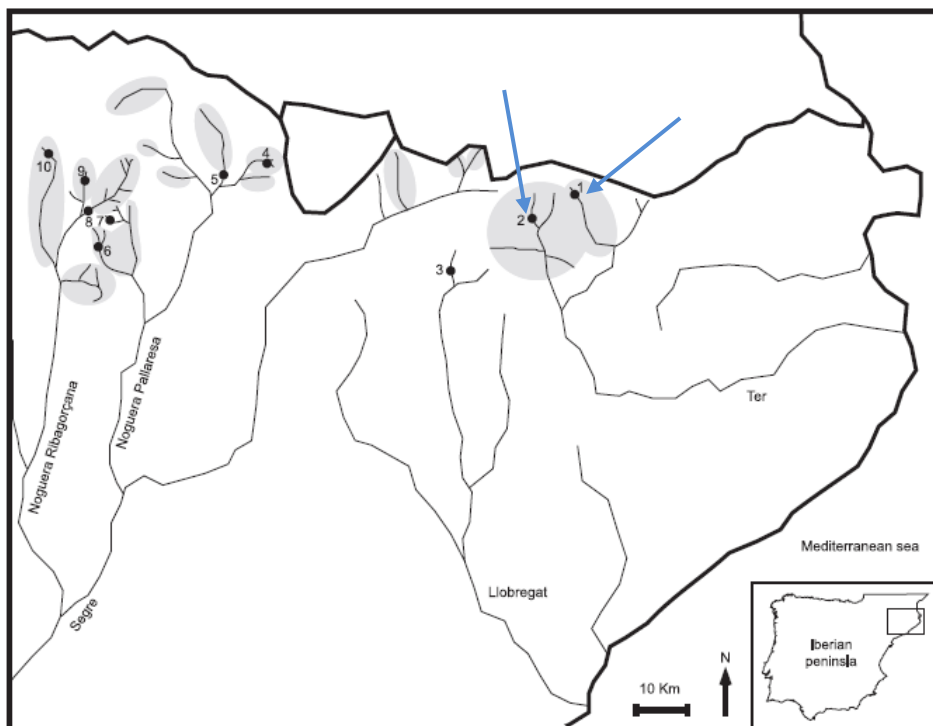 1
2
3
4
5
6
7
8
9
10
Noguera Ribagorçana
Noguera Pallaresa
Segre
Llobregat
Ter
Mediterranean sea
Iberian
peninsula
10 Km
N